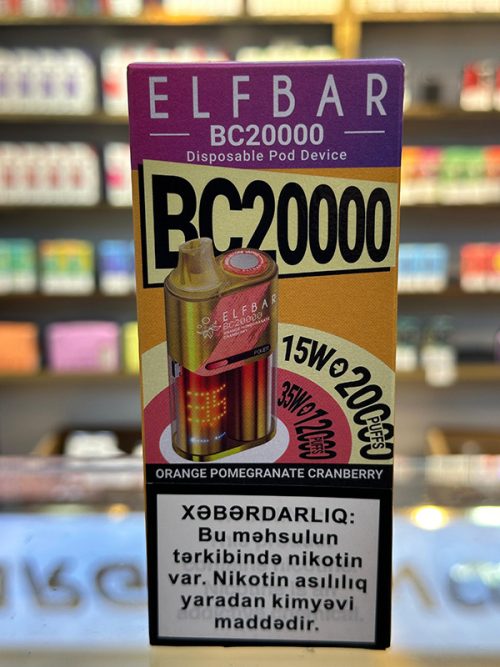 ELFBAR
BC20000
Disposable Pod Device
BC20000
ELFBAR
BC20000
15W 20000 PUFFS
35W 12000 PUFFS
35
ORANGE POMEGRANATE CRANBERRY
XƏBƏRDARLIQ:
Bu məhsulun
tərkibində nikotin
var. Nikotin asılılıq
yaradan kimyəvi
maddədir.